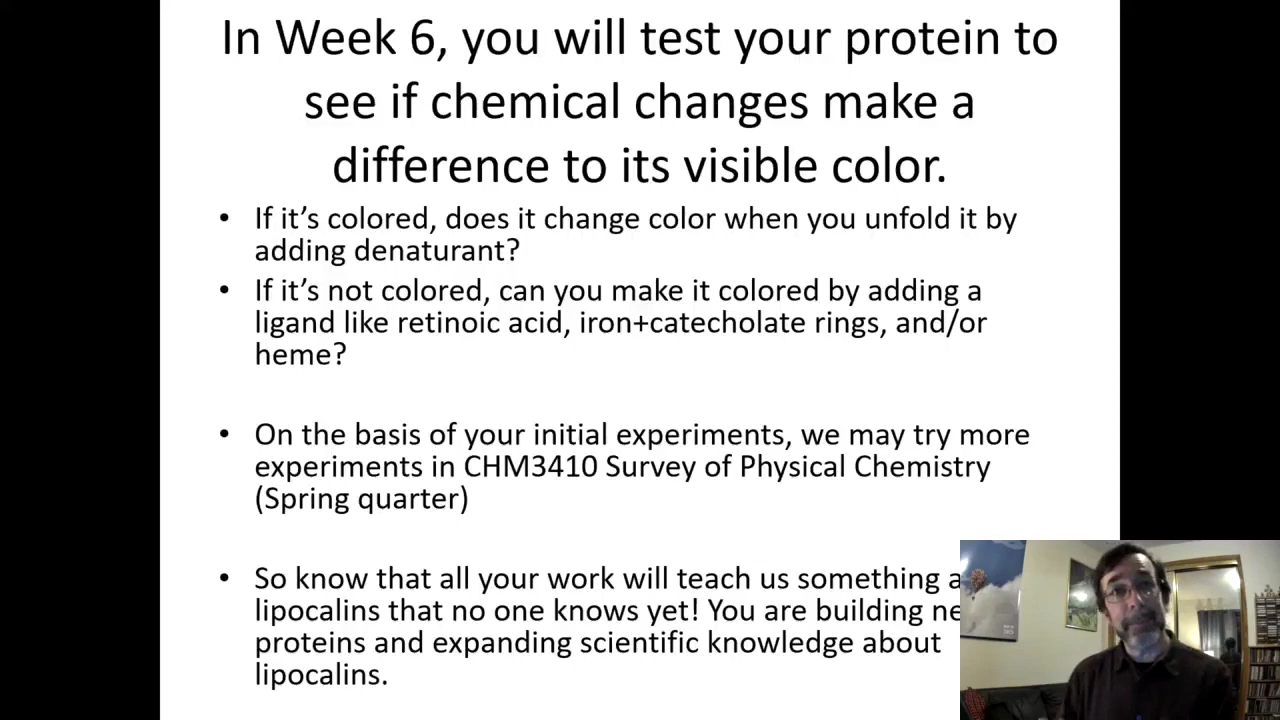 In Week 6, you will test your protein to
see if chemical changes make a
difference to its visible color.
• If it’s colored, does it change color when you unfold it by
adding denaturant?
• If it’s not colored, can you make it colored by adding a
ligand like retinoic acid, iron+catecholate rings, and/or
heme?
• On the basis of your initial experiments, we may try more
experiments in CHM3410 Survey of Physical Chemistry
(Spring quarter)
• So know that all your work will teach us something
lipocalins that no one knows yet! You are building
proteins and expanding scientific knowledge about
lipocalins.